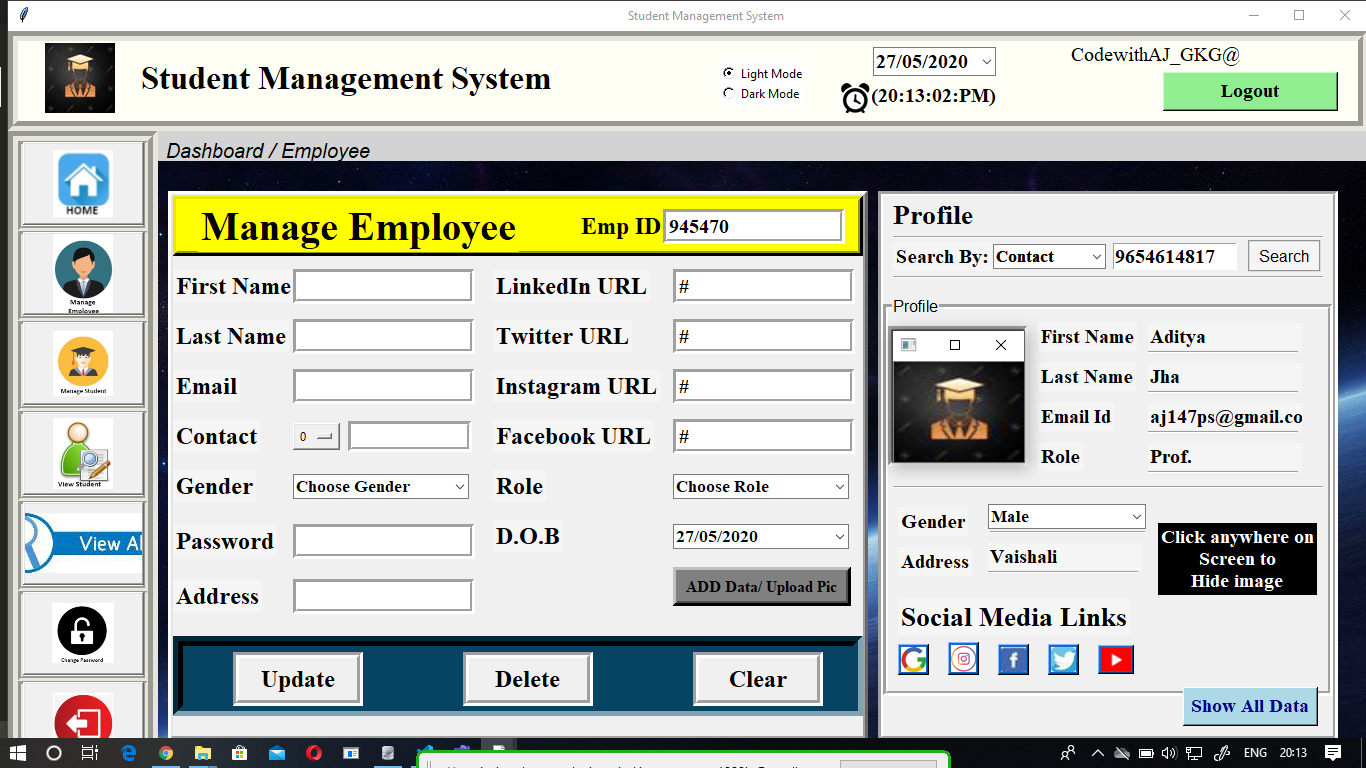 Student Management System
Student Management System
Light Mode
Dark Mode
27/05/2020
(20:13:02:PM)
CodewithAJ_GKG@
Logout
Dashboard / Employee
HOME
Manage
Employee
Manage Student
View Student
View Al
Change Password
Manage Employee
Emp ID 945470
First Name
LinkedIn URL #
Last Name
Twitter URL #
Email
Instagram URL #
Contact 0
Facebook URL #
Gender Choose Gender
Role Choose Role
Password
D.O.B 27/05/2020
Address
ADD Data/ Upload Pic
Update
Delete
Clear
Profile
Search By: Contact 9654614817 Search
Profile
First Name Aditya
Last Name Jha
Email Id aj147ps@gmail.co
Role Prof.
Gender Male
Address Vaishali
Click anywhere on
Screen to
Hide image
Social Media Links
Show All Data
ENG 20:13